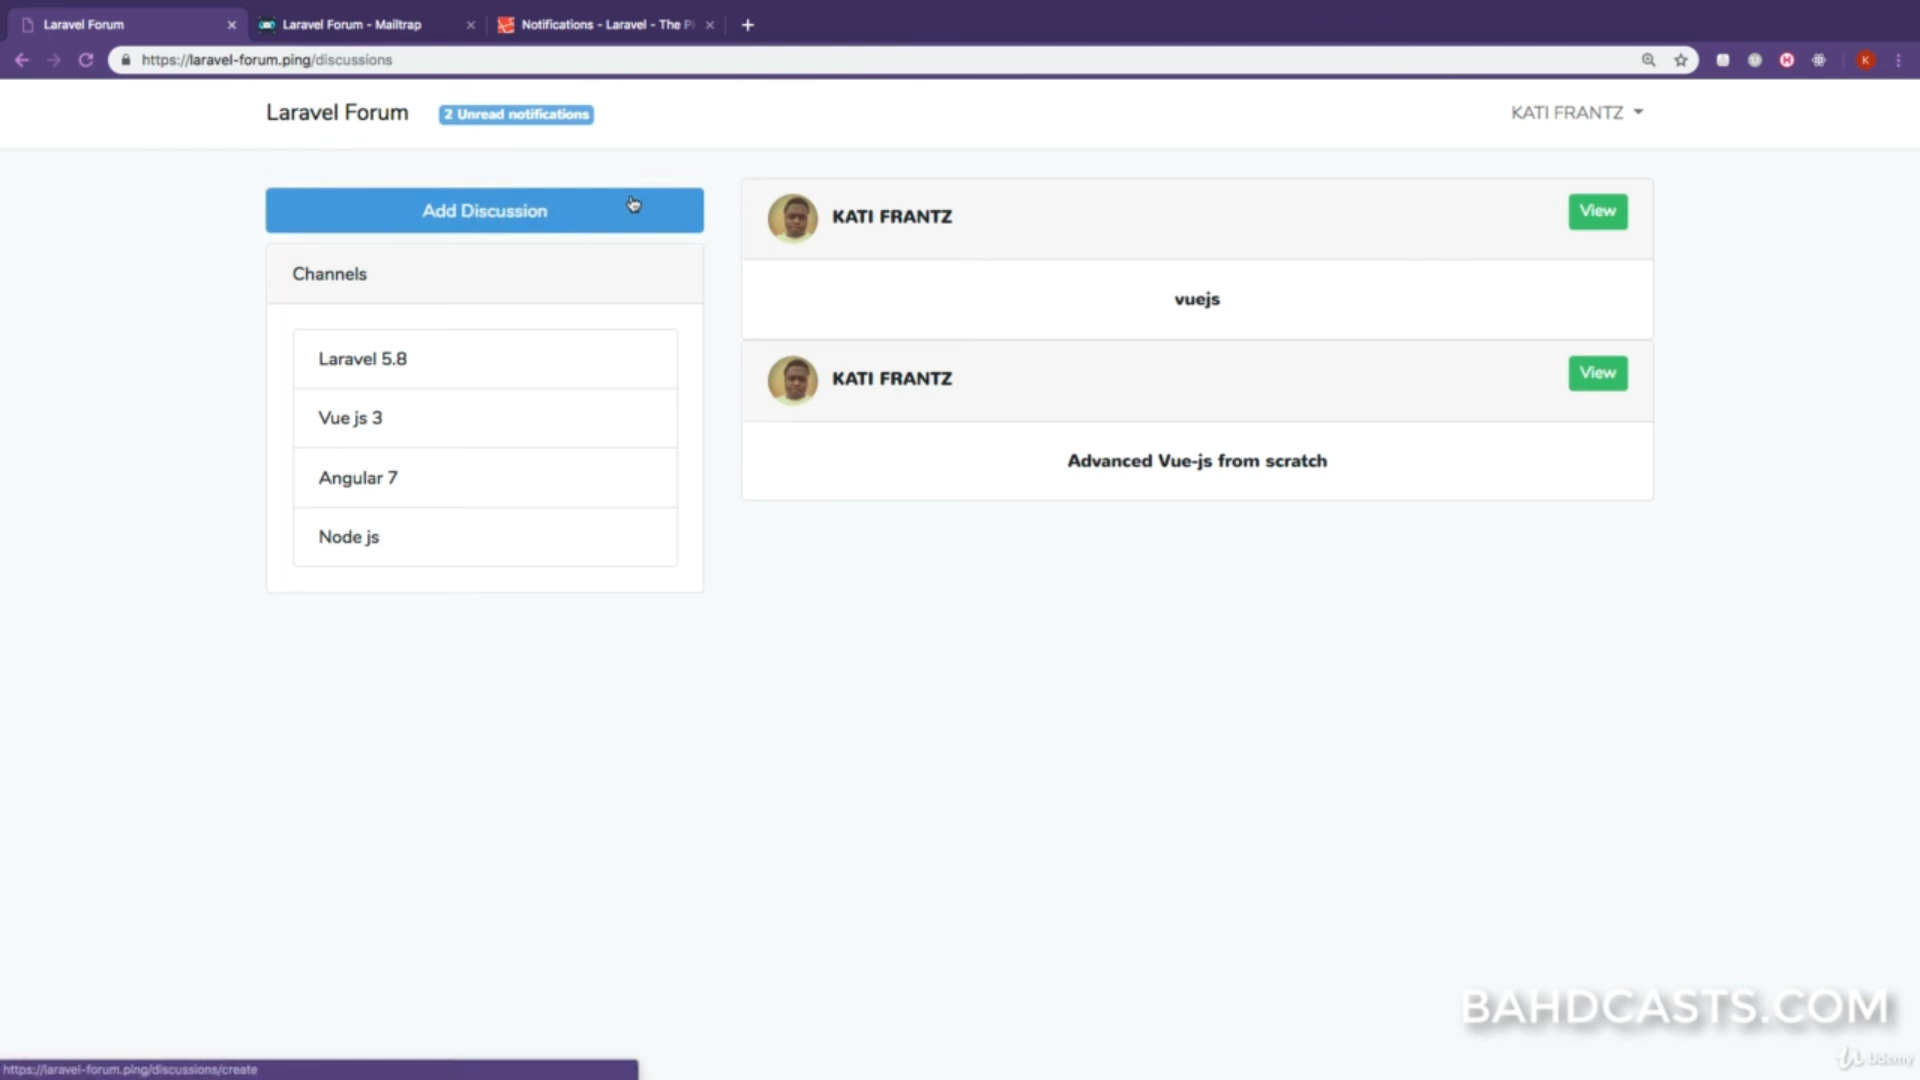 Laravel Forum
Laravel Forum - Mailtrap
Notifications - Laravel - The P
https://laravel-forum.ping/discussions
K
Laravel Forum
2 Unread notifications
KATI FRANTZ
Add Discussion
Channels
Laravel 5.8
Vue js 3
Angular 7
Node js
KATI FRANTZ
View
vuejs
KATI FRANTZ
View
Advanced Vue-js from scratch
BAHDCASTS.COM
Udemy
https://laravel-forum.ping/discussions/create